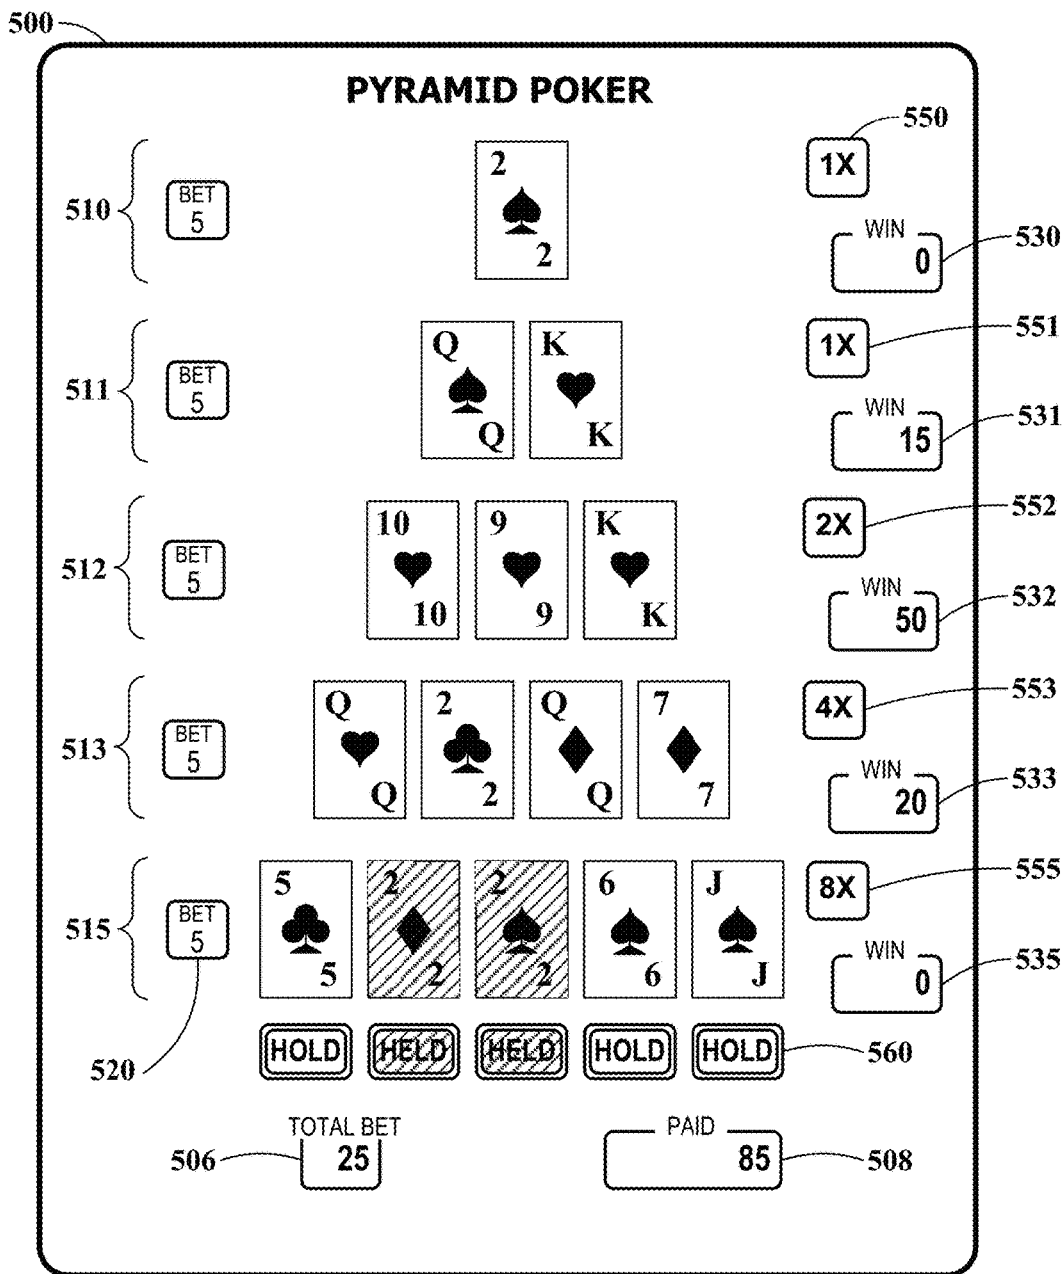 500
PYRAMID POKER
550
2
1X
BET
510
5
WIN
530
2
0
551
Q K
1X
BET
511
5
WIN
531
Q K
15
552
10 9 K
2X
BET
512
5
WIN
532
10 9 K
50
553
Q 2 Q 7
4X
BET
513
5
WIN
533
Q 2 Q 7
20
555
5 2 2 6 J
8X
BET
515
5
WIN
535
5 2 2 6 J
0
HOLD HELD HELD HOLD HOLD
560
520
TOTAL BET
PAID
506
25
85
508